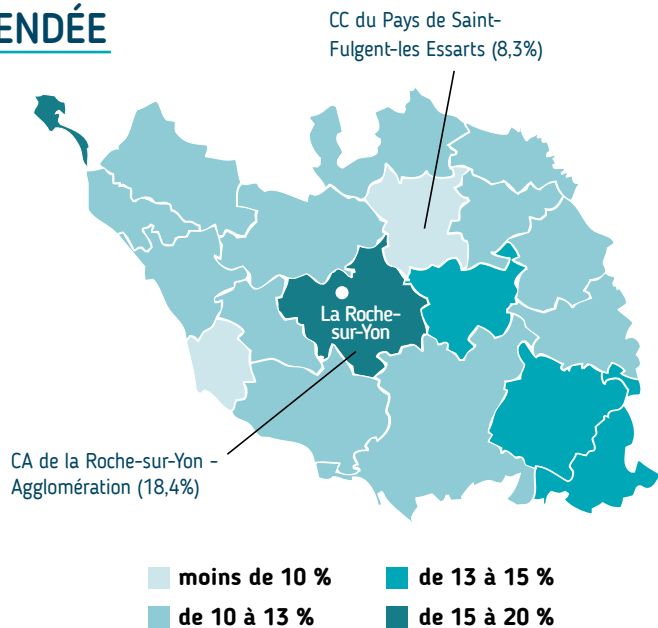 ENDÉE
CC du Pays de Saint-
Fulgent-les Essarts (8,3%)
La Roche-
sur-Yon
CA de la Roche-sur-Yon -
Agglomération (18,4%)
moins de 10 %
de 13 à 15 %
de 10 à 13 %
de 15 à 20 %